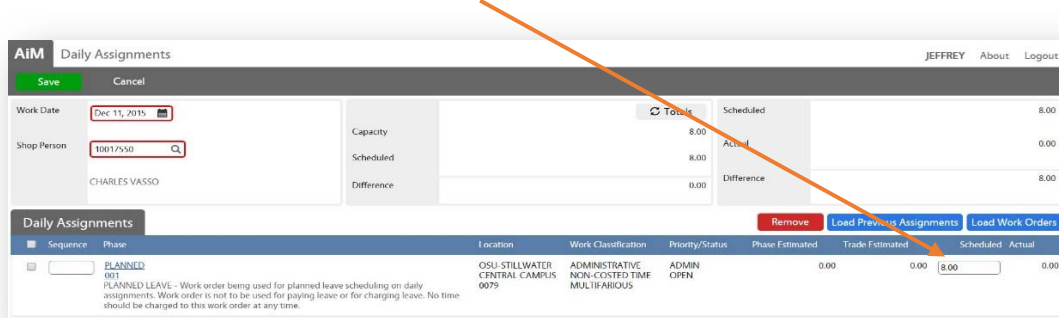 AiM Daily Assignments JEFFREY About Logout
Save Cancel
Work Date Dec 11, 2015
Shop Person 10017550
CHARLES VASSO
Totals
Capacity 8.00
Scheduled 8.00
Difference 0.00
Scheduled 8.00
Actual 0.00
Difference 8.00
Daily Assignments Remove Load Previous Assignments Load Work Orders
Sequence Phase Location Work Classification Priority/Status Phase Estimated Trade Estimated Scheduled Actual
PLANNED OSU-STILLWATER ADMINISTRATIVE ADMIN 0.00 0.00 8.00 0.00
001 CENTRAL CAMPUS NON-COSTED TIME OPEN
PLANNED LEAVE - Work order being used for planned leave scheduling on daily 0079 MULTIFARIOUS
assignments. Work order is not to be used for paying leave or for charging leave. No time
should be charged to this work order at any time.